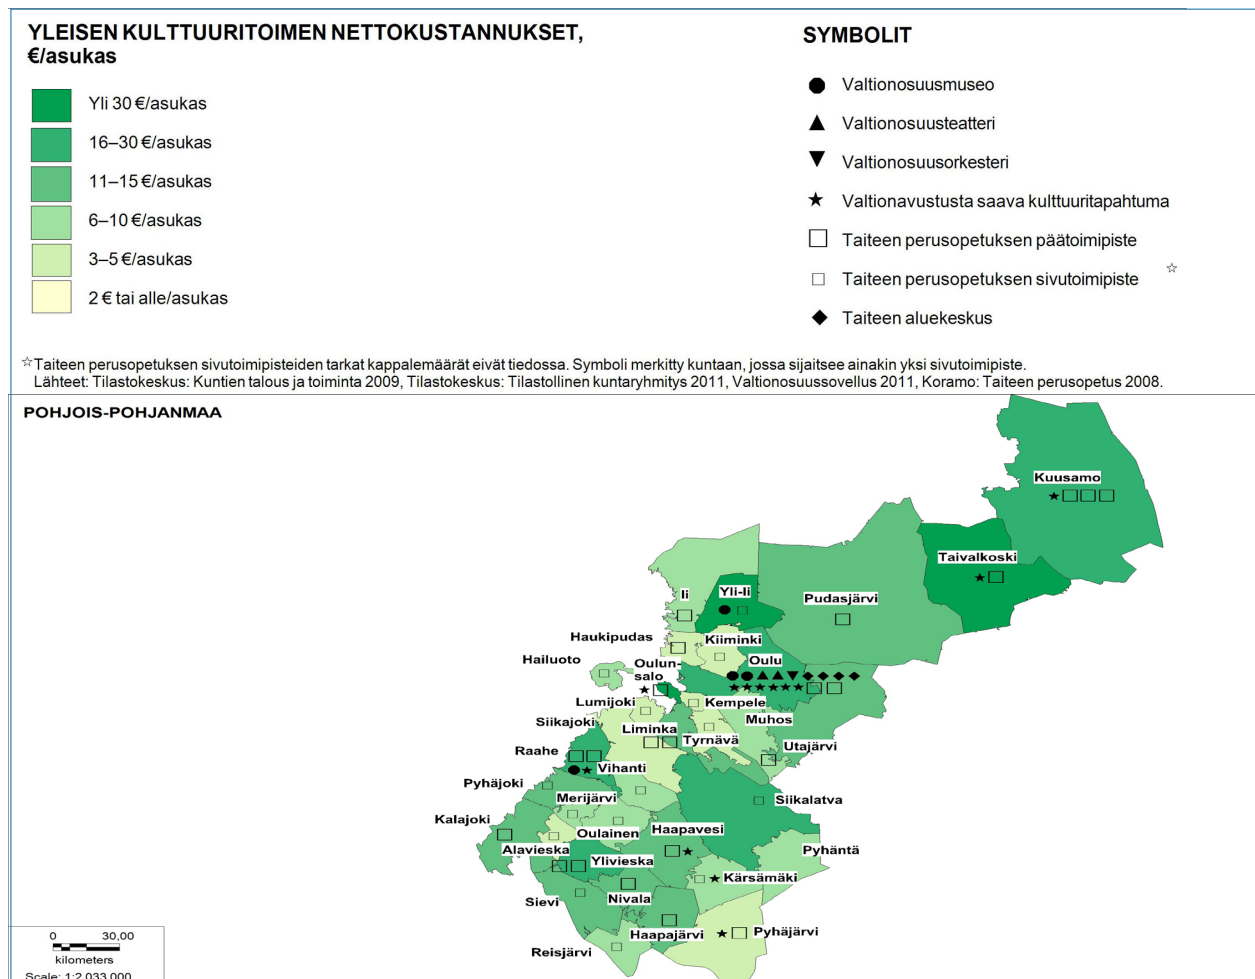 YLEISEN KULTTUURITOIMEN NETTOKUSTANNUKSET,
€/asukas
Yli 30 €/asukas
16–30 €/asukas
11–15 €/asukas
6–10 €/asukas
3–5 €/asukas
2 € tai alle/asukas
SYMBOLIT
Valtionosuusmuseo
Valtionosuusteatteri
Valtionosuusorkesteri
Valtionavustusta saava kulttuuritapahtuma
Taiteen perusopetuksen päätoimipiste
Taiteen perusopetuksen sivutoimipiste ☆
Taiteen aluekeskus
☆Taiteen perusopetuksen sivutoimipisteiden tarkat kappalemäärät eivät tiedossa. Symboli merkitty kuntaan, jossa sijaitsee ainakin yksi sivutoimipiste.
Lähteet: Tilastokeskus: Kuntien talous ja toiminta 2009, Tilastokeskus: Tilastollinen kuntaryhmitys 2011, Valtionosuussovellus 2011, Koramo: Taiteen perusopetus 2008.
POHJOIS-POHJANMAA
Kuusamo
Taivalkoski
Ii
Yli-Ii
Pudasjärvi
Haukipudas
Kiiminki
Hailuoto
Oulun-
salo
Oulu
Lumijoki
Kempele
Siikajoki
Muhos
Liminka
Tyrnävä
Utajärvi
Raahe
Vihanti
Pyhäjoki
Merijärvi
Siikalatva
Kalajoki
Oulainen
Haapavesi
Alavieska
Ylivieska
Pyhäntä
Kärsämäki
Sievi
Nivala
Haapajärvi
Pyhäjärvi
Reisjärvi
0 30,00
kilometers
Scale: 1:2 033 000